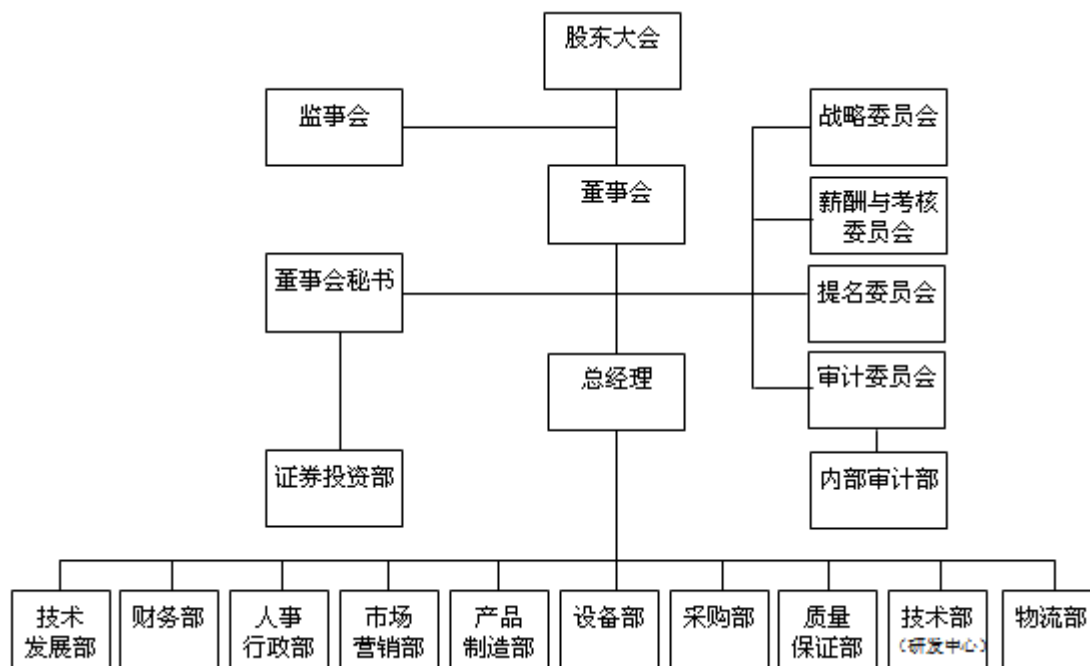 股东大会
监事会
战略委员会
董事会
薪酬与考核
委员会
董事会秘书
提名委员会
总经理
审计委员会
证券投资部
内部审计部
技术
发展部
财务部
人事
行政部
市场
营销部
产品
制造部
设备部
采购部
质量
保证部
技术部
（研发中心）
物流部